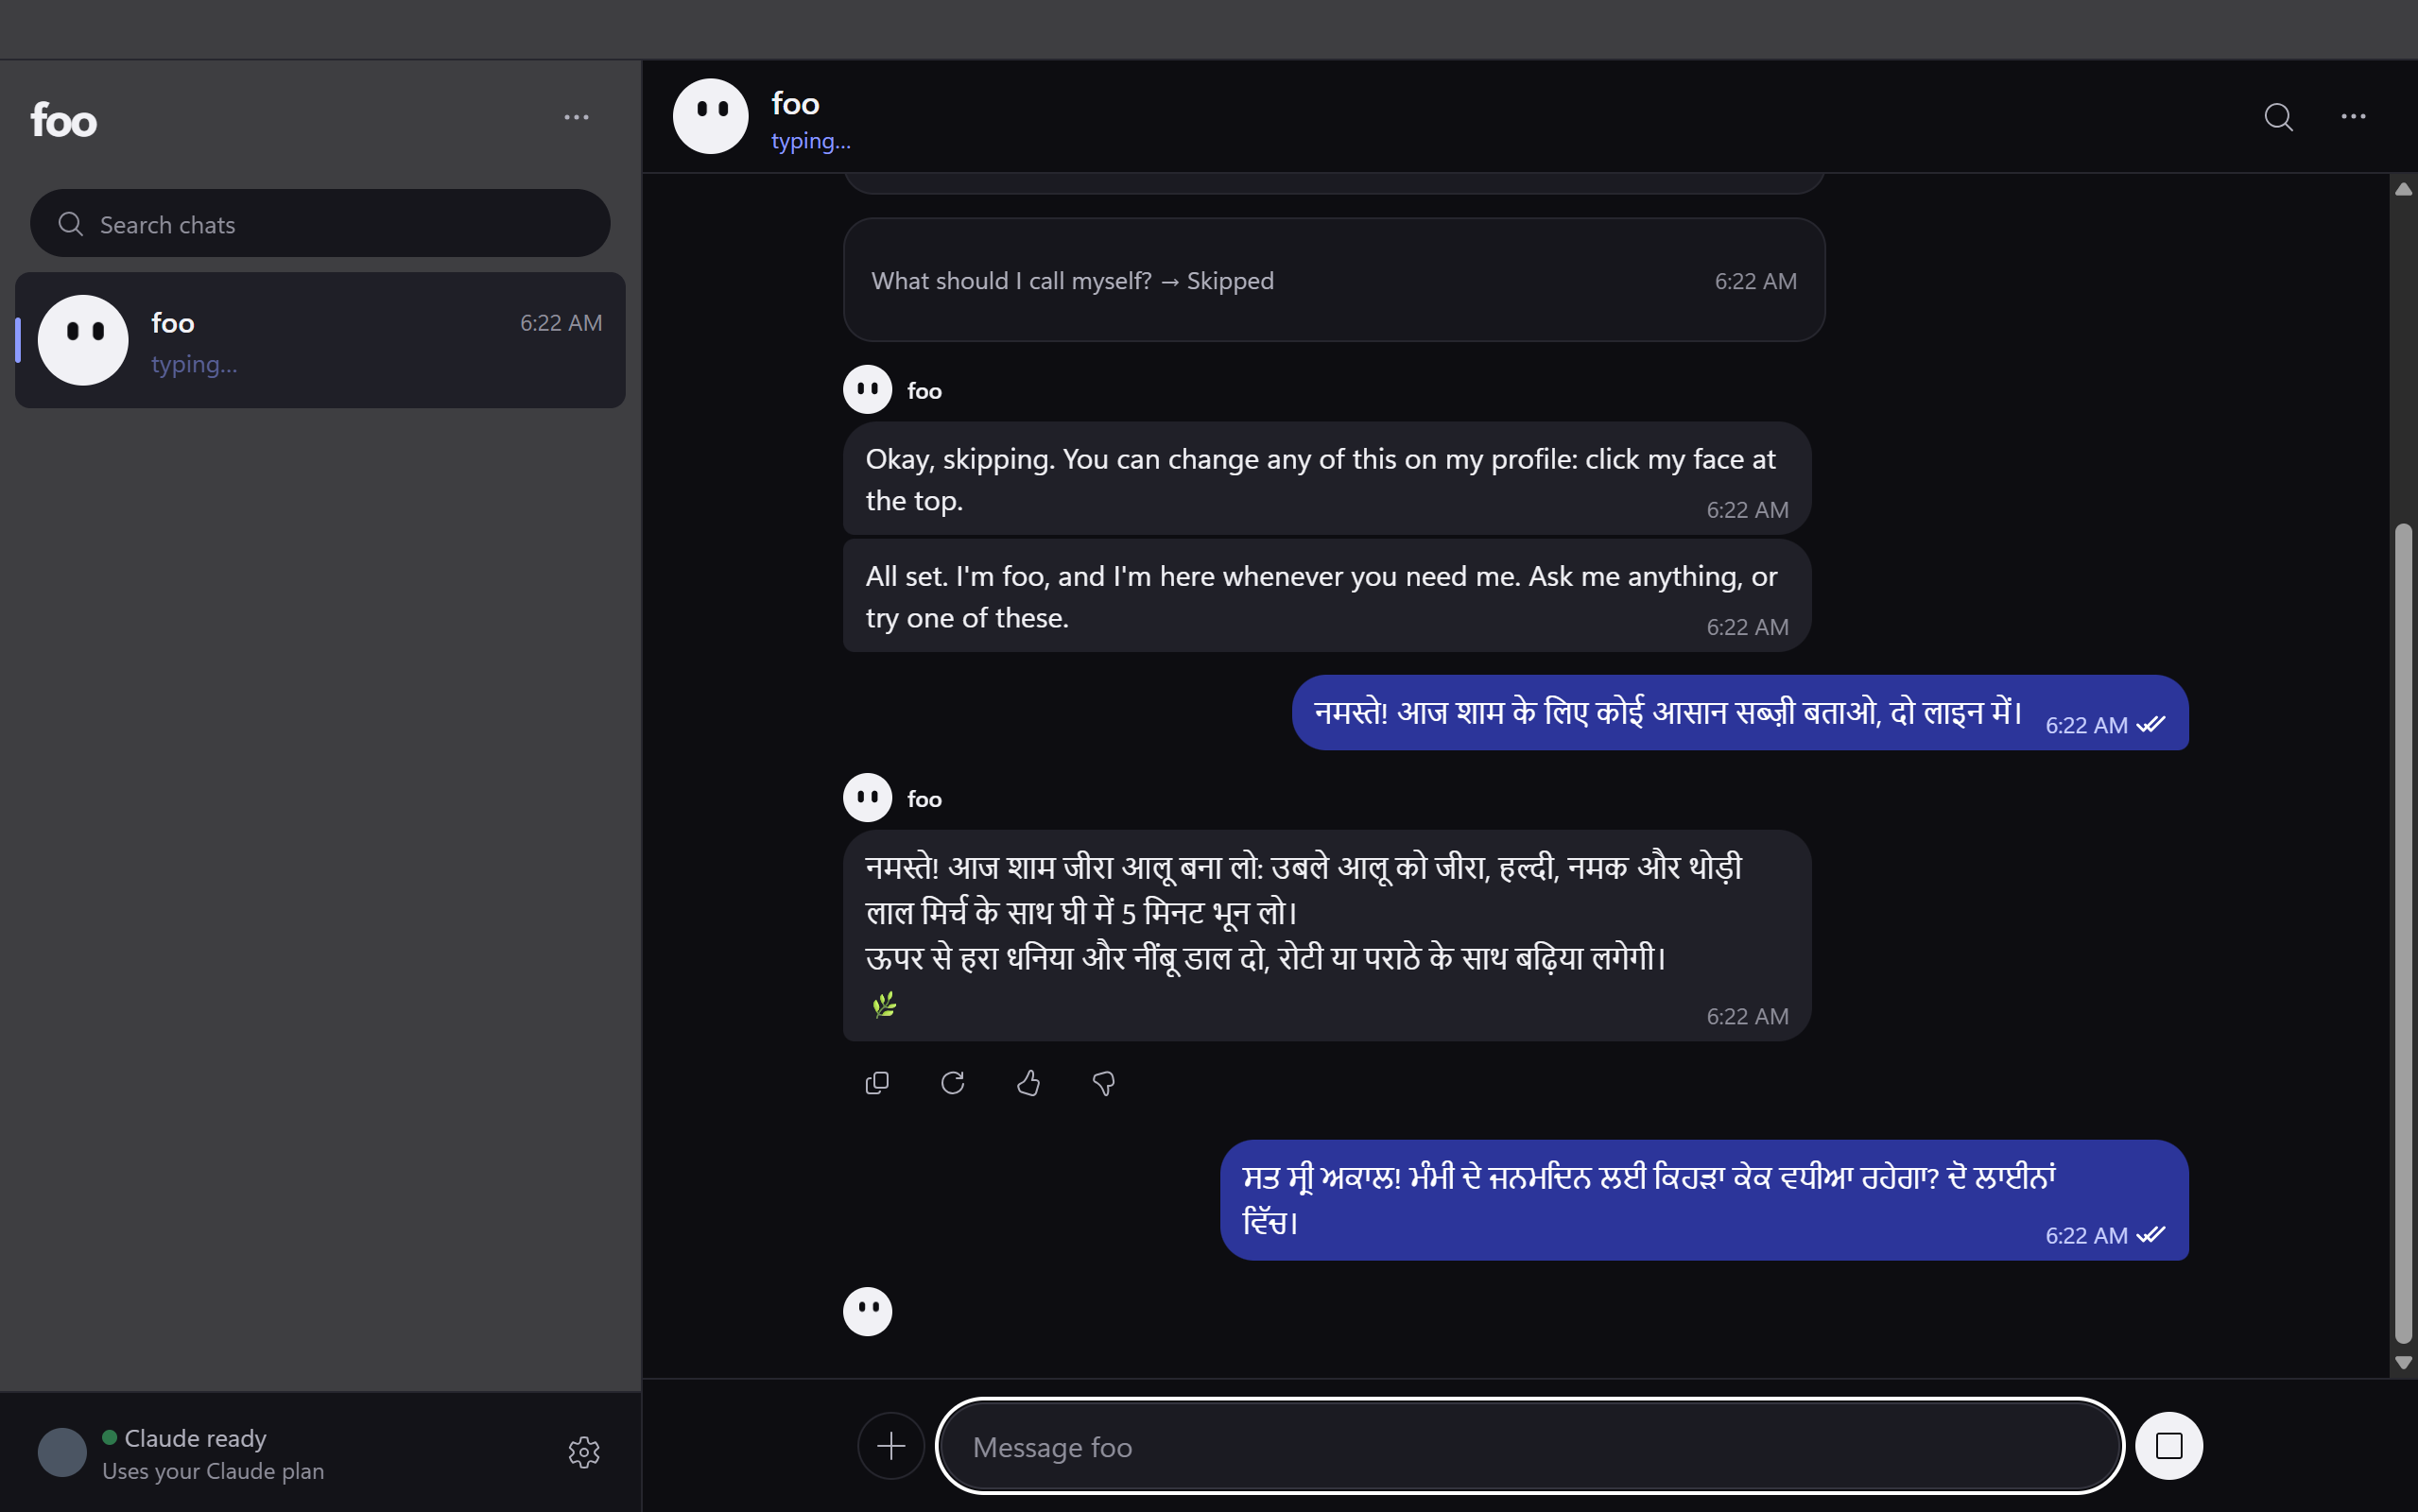 foo
Search chats
foo
6:22 AM
typing...
Claude ready
Uses your Claude plan
foo
typing...
What should I call myself? → Skipped
6:22 AM
foo
Okay, skipping. You can change any of this on my profile: click my face at
the top.
6:22 AM
All set. I'm foo, and I'm here whenever you need me. Ask me anything, or
try one of these.
6:22 AM
नमस्ते! आज शाम के लिए कोई आसान सब्ज़ी बताओ, दो लाइन में।
6:22 AM
foo
नमस्ते! आज शाम जीरा आलू बना लो: उबले आलू को जीरा, हल्दी, नमक और थोड़ी
लाल मिर्च के साथ घी में 5 मिनट भून लो।
ऊपर से हरा धनिया और नींबू डाल दो, रोटी या पराठे के साथ बढ़िया लगेगी।
🌿
6:22 AM
ਸਤ ਸ੍ਰੀ ਅਕਾਲ! ਮੰਮੀ ਦੇ ਜਨਮਦਿਨ ਲਈ ਕਿਹੜਾ ਕੇਕ ਵਧੀਆ ਰਹੇਗਾ? ਦੋ ਲਾਈਨਾਂ
ਵਿੱਚ।
6:22 AM
Message foo